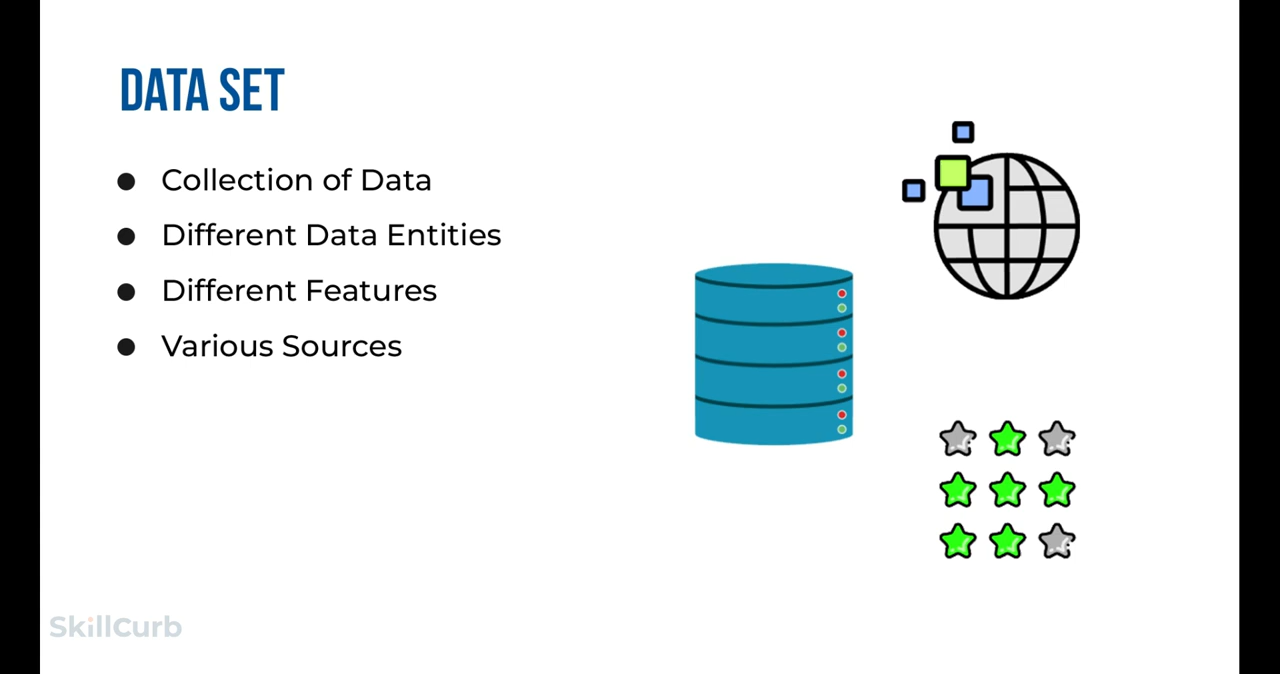 DATA SET
Collection of Data
Different Data Entities
Different Features
Various Sources
SkillCurb